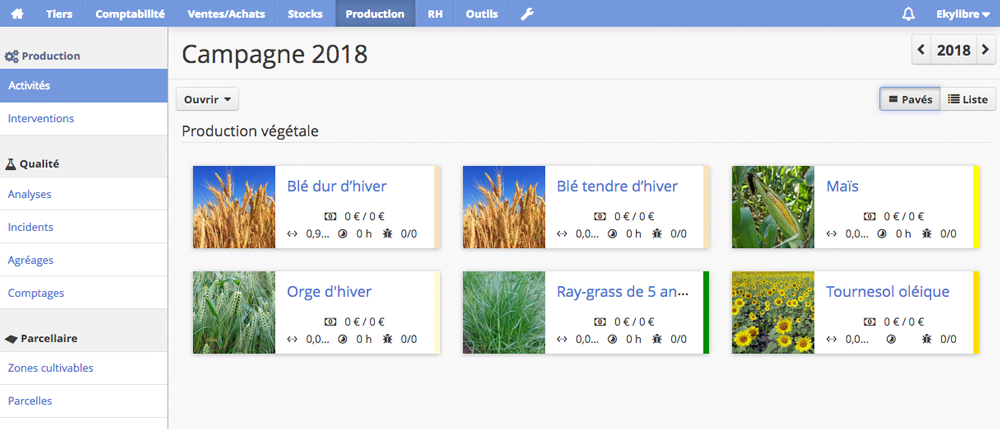 Tiers Comptabilité Ventes/Achats Stocks Production RH Outils Ekylibre
Production
Activités
Interventions
Qualité
Analyses
Incidents
Agréages
Comptages
Parcellaire
Zones cultivables
Parcelles
Campagne 2018
2018
Ouvrir
Pavés Liste
Production végétale
Blé dur d’hiver
0 € / 0 €
0,9... 0 h 0/0
Blé tendre d’hiver
0 € / 0 €
0,0... 0 h 0/0
Maïs
0 € / 0 €
0,0... 0 h 0/0
Orge d'hiver
0 € / 0 €
0,0... 0 h 0/0
Ray-grass de 5 an...
0 € / 0 €
0,0... 0 h 0/0
Tournesol oléique
0 € / 0 €
0,0... 0/0